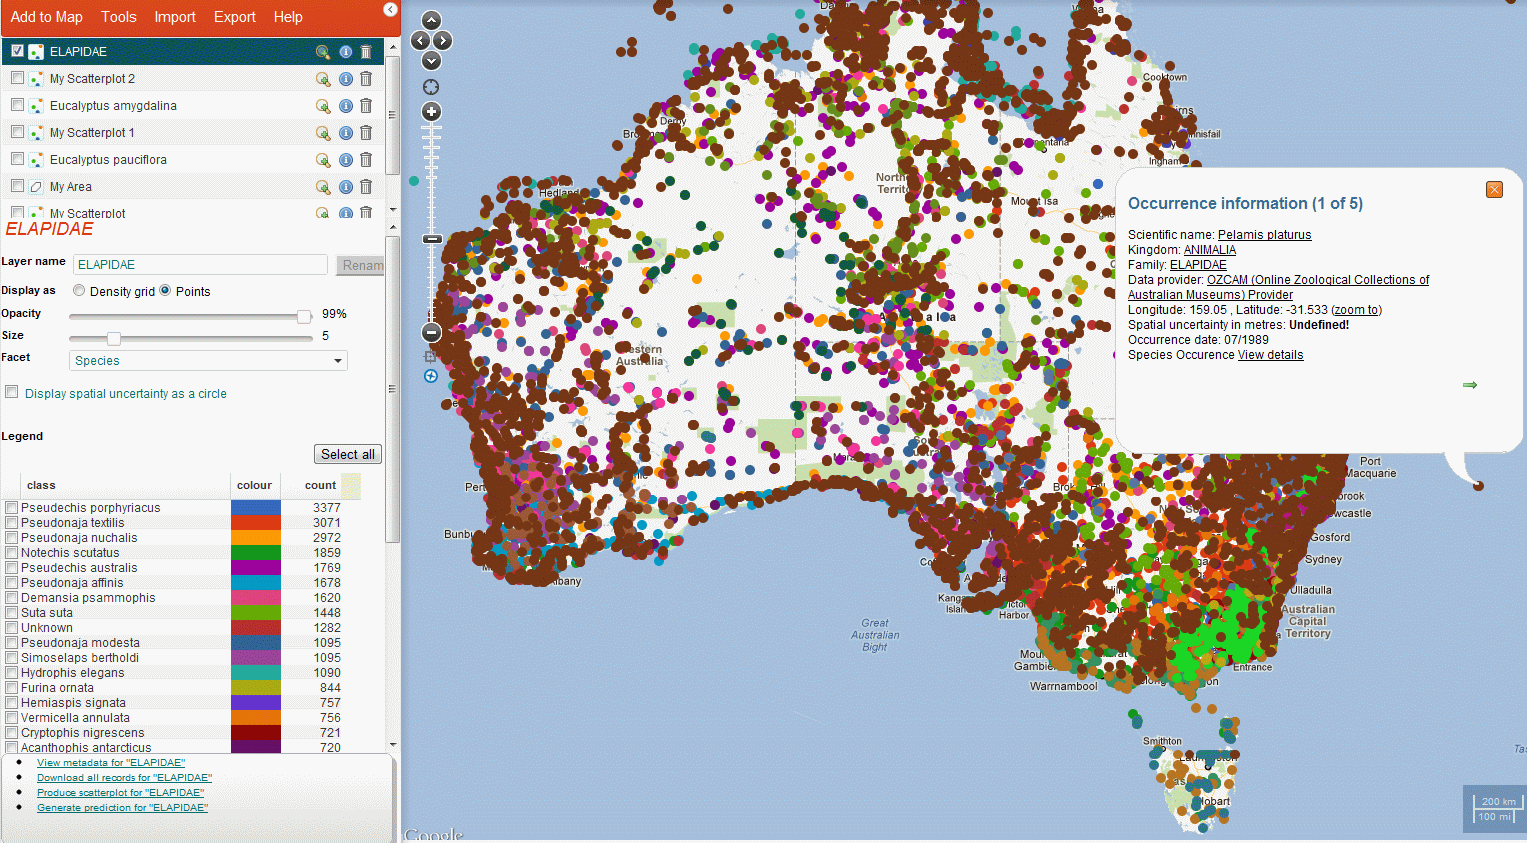 Add to Map Tools Import Export Help
ELAPIDAE
My Scatterplot 2
Eucalyptus amygdalina
My Scatterplot 1
Eucalyptus pauciflora
My Area
My Scatterplot
ELAPIDAE
Layer name ELAPIDAE Renam
Display as Density grid Points
Opacity 99%
Size 5
Facet Species
Display spatial uncertainty as a circle
Legend
Select all
class colour count
Pseudechis porphyriacus 3377
Pseudonaja textilis 3071
Pseudonaja nuchalis 2972
Notechis scutatus 1859
Pseudechis australis 1769
Pseudonaja affinis 1678
Demansia psammophis 1620
Suta suta 1448
Unknown 1282
Pseudonaja modesta 1095
Simoselaps bertholdi 1095
Hydrophis elegans 1090
Furina ornata 844
Hemiaspis signata 757
Vermicella annulata 756
Cryptophis nigrescens 721
Acanthophis antarcticus 720
View metadata for "ELAPIDAE"
Download all records for "ELAPIDAE"
Produce scatterplot for "ELAPIDAE"
Generate prediction for "ELAPIDAE"
Cooktown
Derby
Hedland
Mount Isa
Ingham
Occurrence information (1 of 5)
Scientific name: Pelamis platurus
Kingdom: ANIMALIA
Family: ELAPIDAE
Data provider: OZCAM (Online Zoological Collections of
Australian Museums) Provider
Longitude: 159.05 , Latitude: -31.533 (zoom to)
Spatial uncertainty in metres: Undefined!
Occurrence date: 07/1989
Species Occurence View details
Australia
Port
Macquarie
Gosford
Sydney
Ulladulla
Australian
Capital
Territory
Entrance
Harbor
Great
Australian
Bight
Warrnambool
Smithton
Hobart
200 km
100 mi
Google